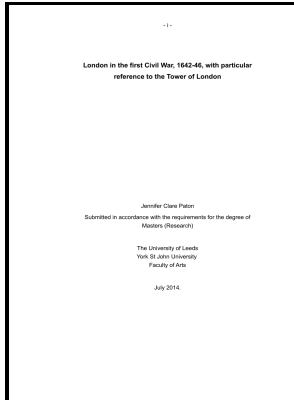 - i -
London in the first Civil War, 1642-46, with particular
reference to the Tower of London
Jennifer Clare Paton
Submitted in accordance with the requirements for the degree of
Masters (Research)
The University of Leeds
York St John University
Faculty of Arts
July 2014.